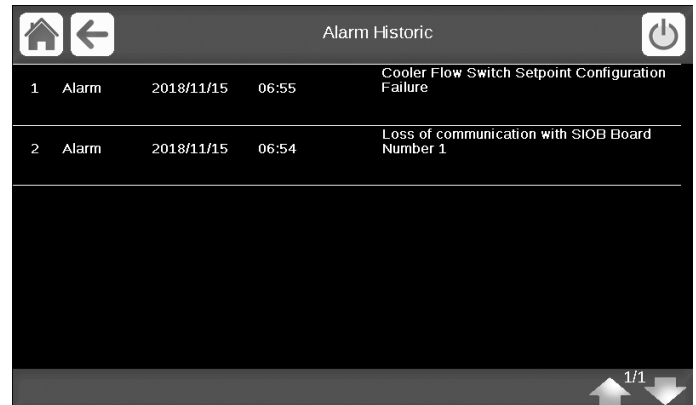 Alarm Historic
1 Alarm 2018/11/15 06:55 Cooler Flow Switch Setpoint Configuration
Failure
2 Alarm 2018/11/15 06:54 Loss of communication with SIOB Board
Number 1
1/1